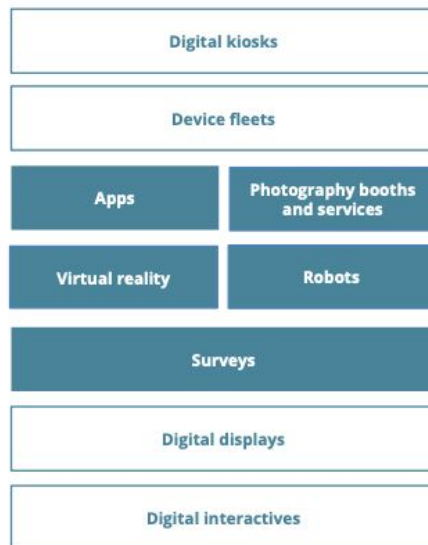 Digital kiosks
Device fleets
Apps
Photography booths
and services
Virtual reality
Robots
Surveys
Digital displays
Digital interactives